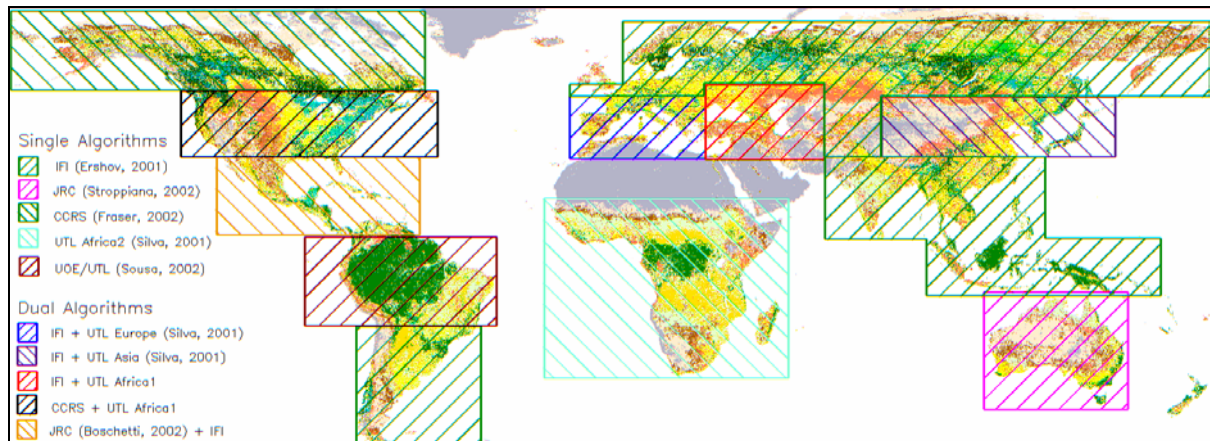 Single Algorithms
IFI (Ershov, 2001)
JRC (Stroppiana, 2002)
CCRS (Fraser, 2002)
UTL Africa2 (Silva, 2001)
UOE/UTL (Sousa, 2002)
Dual Algorithms
IFI + UTL Europe (Silva, 2001)
IFI + UTL Asia (Silva, 2001)
IFI + UTL Africa1
CCRS + UTL Africa1
JRC (Boschetti, 2002) + IFI